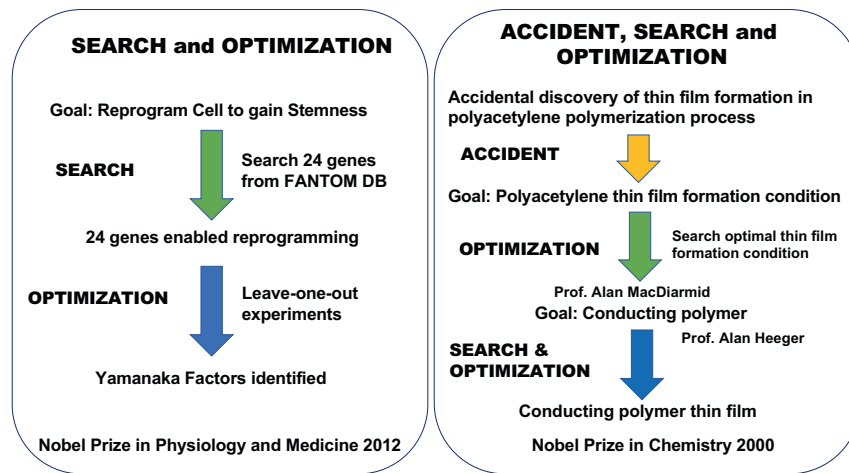 SEARCH and OPTIMIZATION
Goal: Reprogram Cell to gain Stemness
SEARCH
Search 24 genes
from FANTOM DB
24 genes enabled reprogramming
OPTIMIZATION
Leave-one-out
experiments
Yamanaka Factors identified
Nobel Prize in Physiology and Medicine 2012
ACCIDENT, SEARCH and
OPTIMIZATION
Accidental discovery of thin film formation in
polyacetylene polymerization process
ACCIDENT
Goal: Polyacetylene thin film formation condition
OPTIMIZATION
Search optimal thin film
formation condition
Prof. Alan MacDiarmid
Goal: Conducting polymer
Prof. Alan Heeger
SEARCH &
OPTIMIZATION
Conducting polymer thin film
Nobel Prize in Chemistry 2000